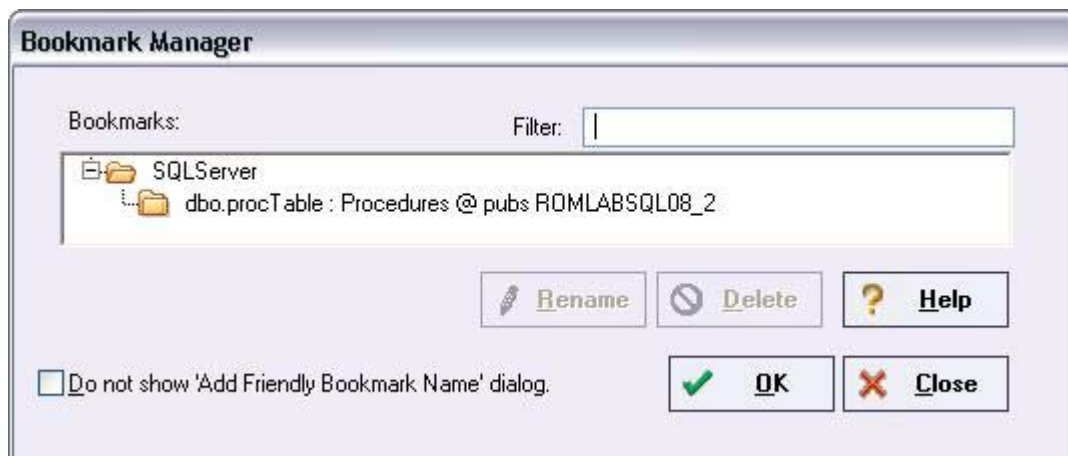 Bookmark Manager
Bookmarks:
Filter:
SQLServer
dbo.procTable : Procedures @ pubs ROMLABSQL08_2
Rename Delete Help
Do not show 'Add Friendly Bookmark Name' dialog. OK Close